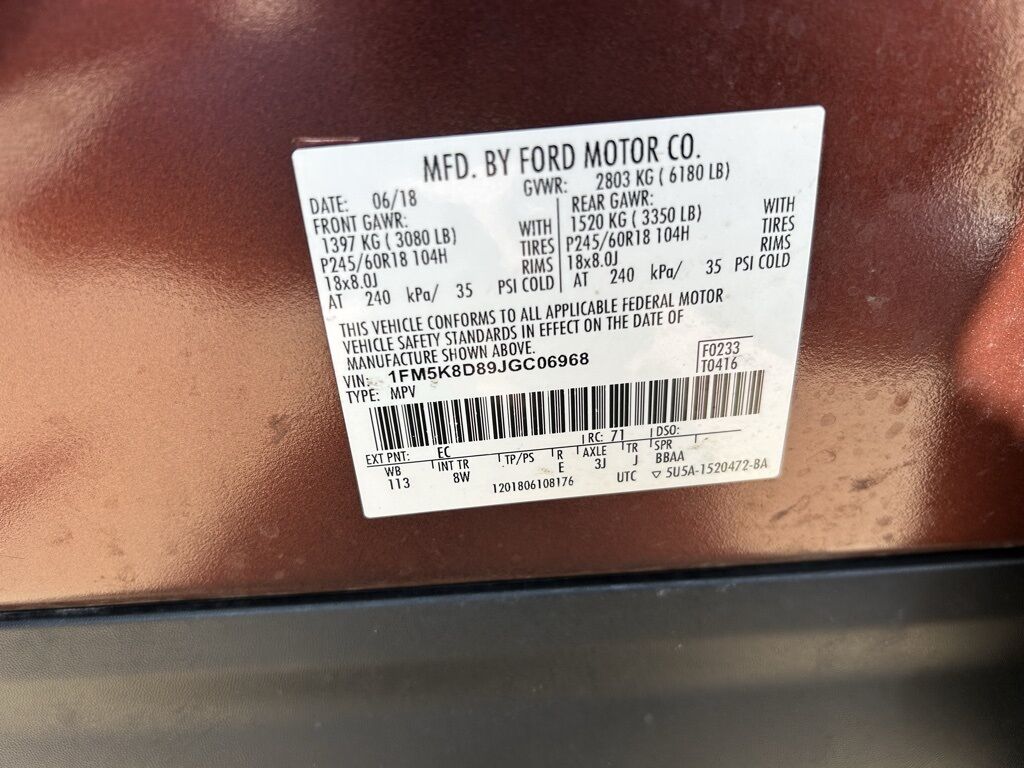 MFD. BY FORD MOTOR CO.
DATE: 06/18 GVWR: 2803 KG ( 6180 LB)
FRONT GAWR: WITH
1397 KG ( 3080 LB) TIRES
P245/60R18 104H RIMS
18x8.0J
AT 240 kPa/ 35 PSI COLD
REAR GAWR: WITH
1520 KG ( 3350 LB) TIRES
P245/60R18 104H RIMS
18x8.0J
AT 240 kPa/ 35 PSI COLD
THIS VEHICLE CONFORMS TO ALL APPLICABLE FEDERAL MOTOR
VEHICLE SAFETY STANDARDS IN EFFECT ON THE DATE OF
MANUFACTURE SHOWN ABOVE.
VIN: 1FM5K8D89JGC06968
TYPE: MPV
F0233
T0416
EXT PNT: EC RC: 71 DSO:
WB INT TR TP/PS R AXLE TR SPR
113 8W E 3J J BBAA
1201806108176 UTC ▽ 5U5A-1520472-BA